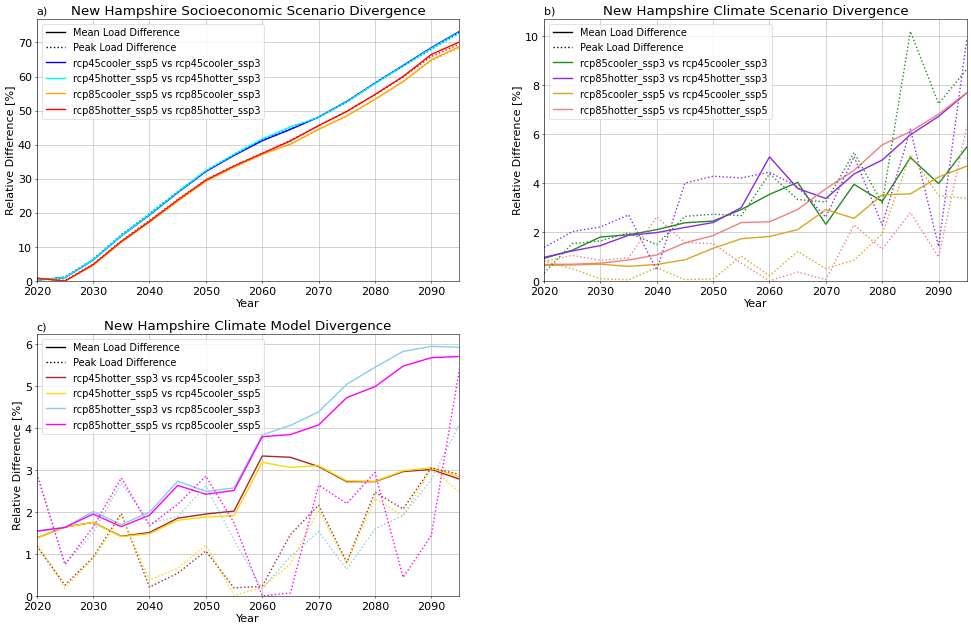 a) New Hampshire Socioeconomic Scenario Divergence
Relative Difference [%]
70
60
50
40
30
20
10
0
Mean Load Difference
Peak Load Difference
rcp45cooler_ssp5 vs rcp45cooler_ssp3
rcp45hotter_ssp5 vs rcp45hotter_ssp3
rcp85cooler_ssp5 vs rcp85cooler_ssp3
rcp85hotter_ssp5 vs rcp85hotter_ssp3
2020 2030 2040 2050 2060 2070 2080 2090
Year
b) New Hampshire Climate Scenario Divergence
Relative Difference [%]
10
8
6
4
2
0
Mean Load Difference
Peak Load Difference
rcp85cooler_ssp3 vs rcp45cooler_ssp3
rcp85hotter_ssp3 vs rcp45hotter_ssp3
rcp85cooler_ssp5 vs rcp45cooler_ssp5
rcp85hotter_ssp5 vs rcp45hotter_ssp5
2020 2030 2040 2050 2060 2070 2080 2090
Year
c) New Hampshire Climate Model Divergence
Relative Difference [%]
6
5
4
3
2
1
0
Mean Load Difference
Peak Load Difference
rcp45hotter_ssp3 vs rcp45cooler_ssp3
rcp45hotter_ssp5 vs rcp45cooler_ssp5
rcp85hotter_ssp3 vs rcp85cooler_ssp3
rcp85hotter_ssp5 vs rcp85cooler_ssp5
2020 2030 2040 2050 2060 2070 2080 2090
Year